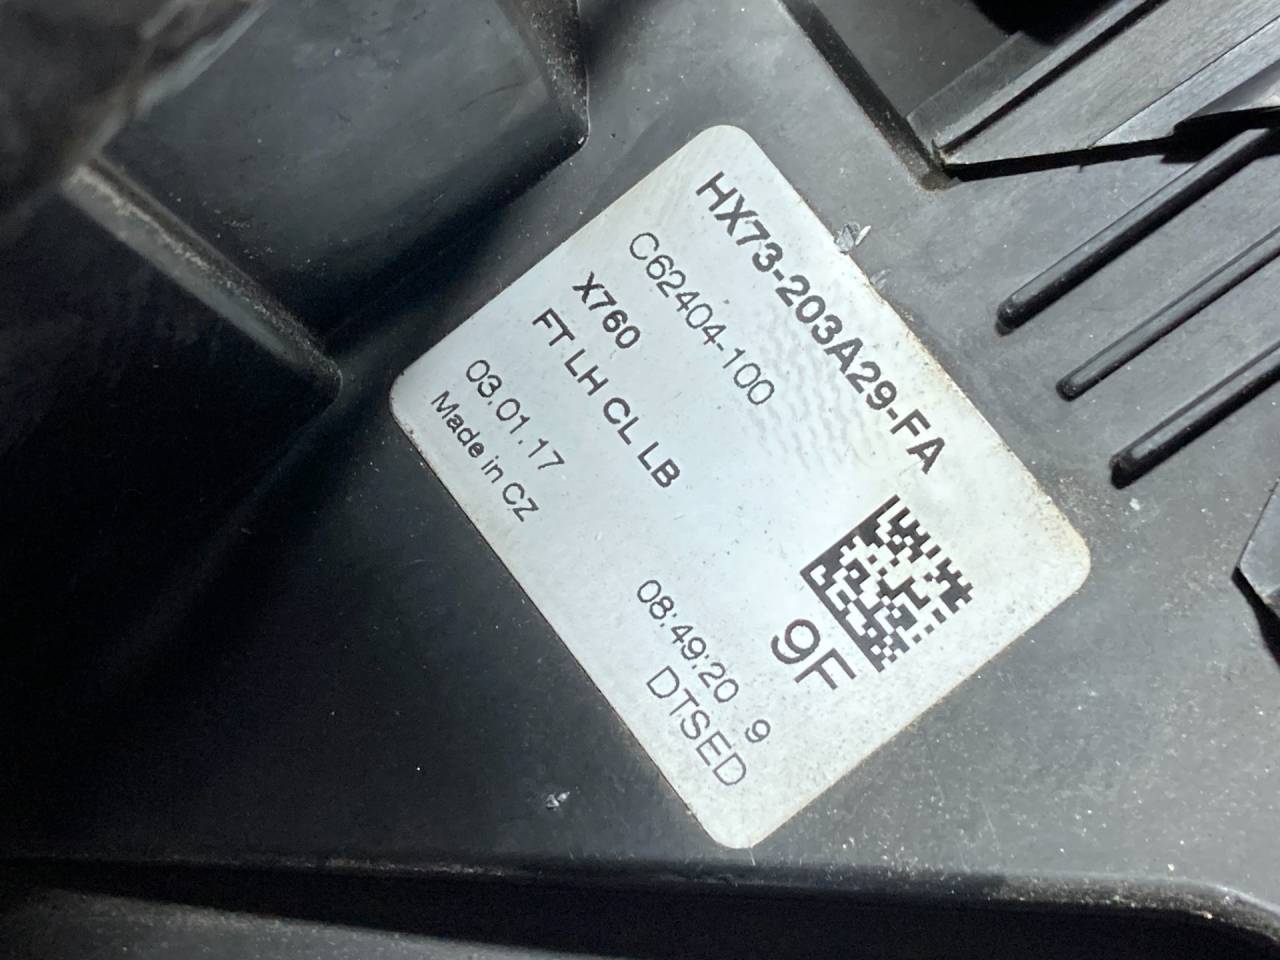 HX73-203A29-FA
C62404-100
X760
FT LH CL LB
03.01.17
Made in CZ
9F
08:49:20 9
DTSED